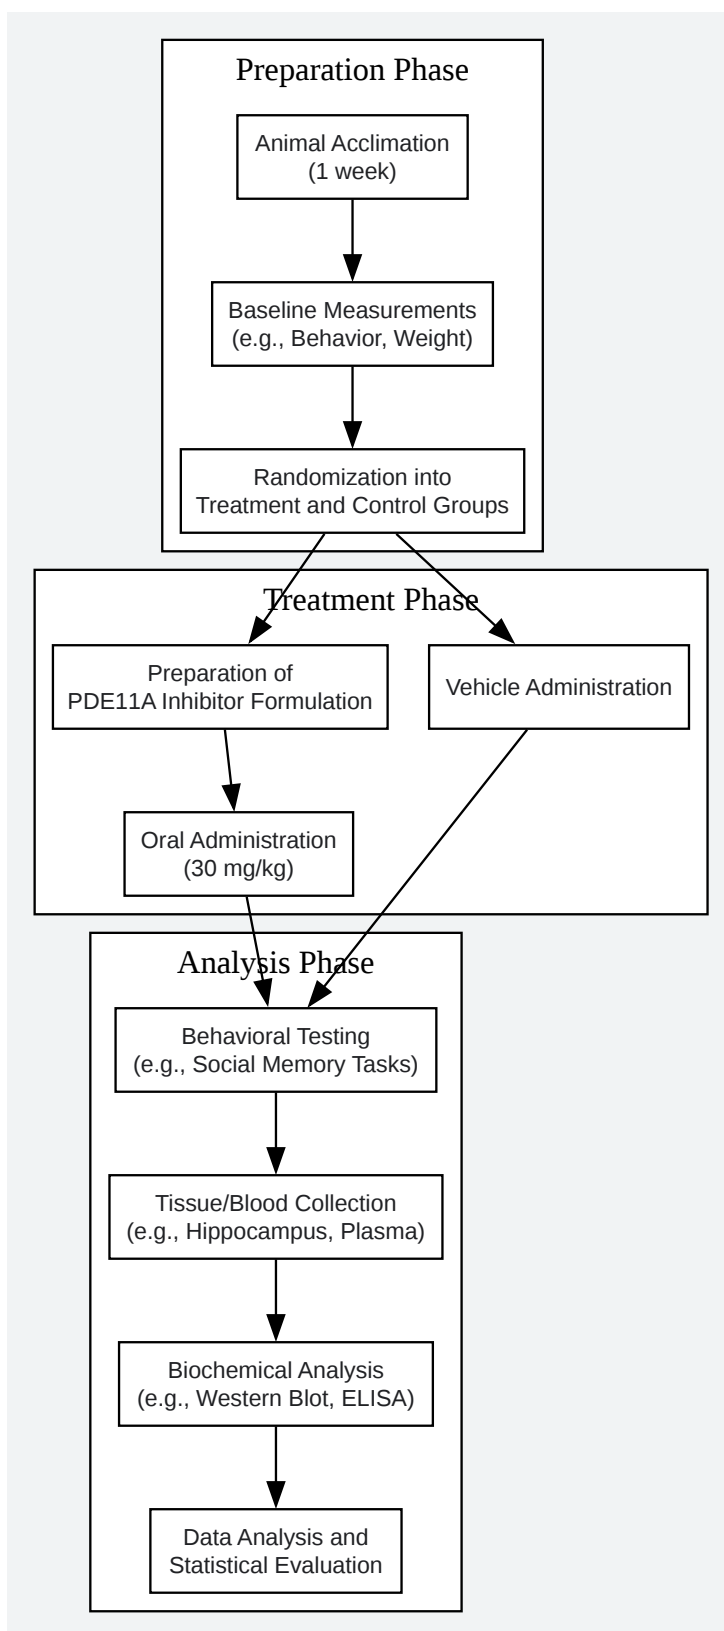 Preparation Phase
Animal Acclimation
(1 week)
Baseline Measurements
(e.g., Behavior, Weight)
Randomization into
Treatment and Control Groups
Treatment Phase
Preparation of
PDE11A Inhibitor Formulation
Vehicle Administration
Oral Administration
(30 mg/kg)
Analysis Phase
Behavioral Testing
(e.g., Social Memory Tasks)
Tissue/Blood Collection
(e.g., Hippocampus, Plasma)
Biochemical Analysis
(e.g., Western Blot, ELISA)
Data Analysis and
Statistical Evaluation